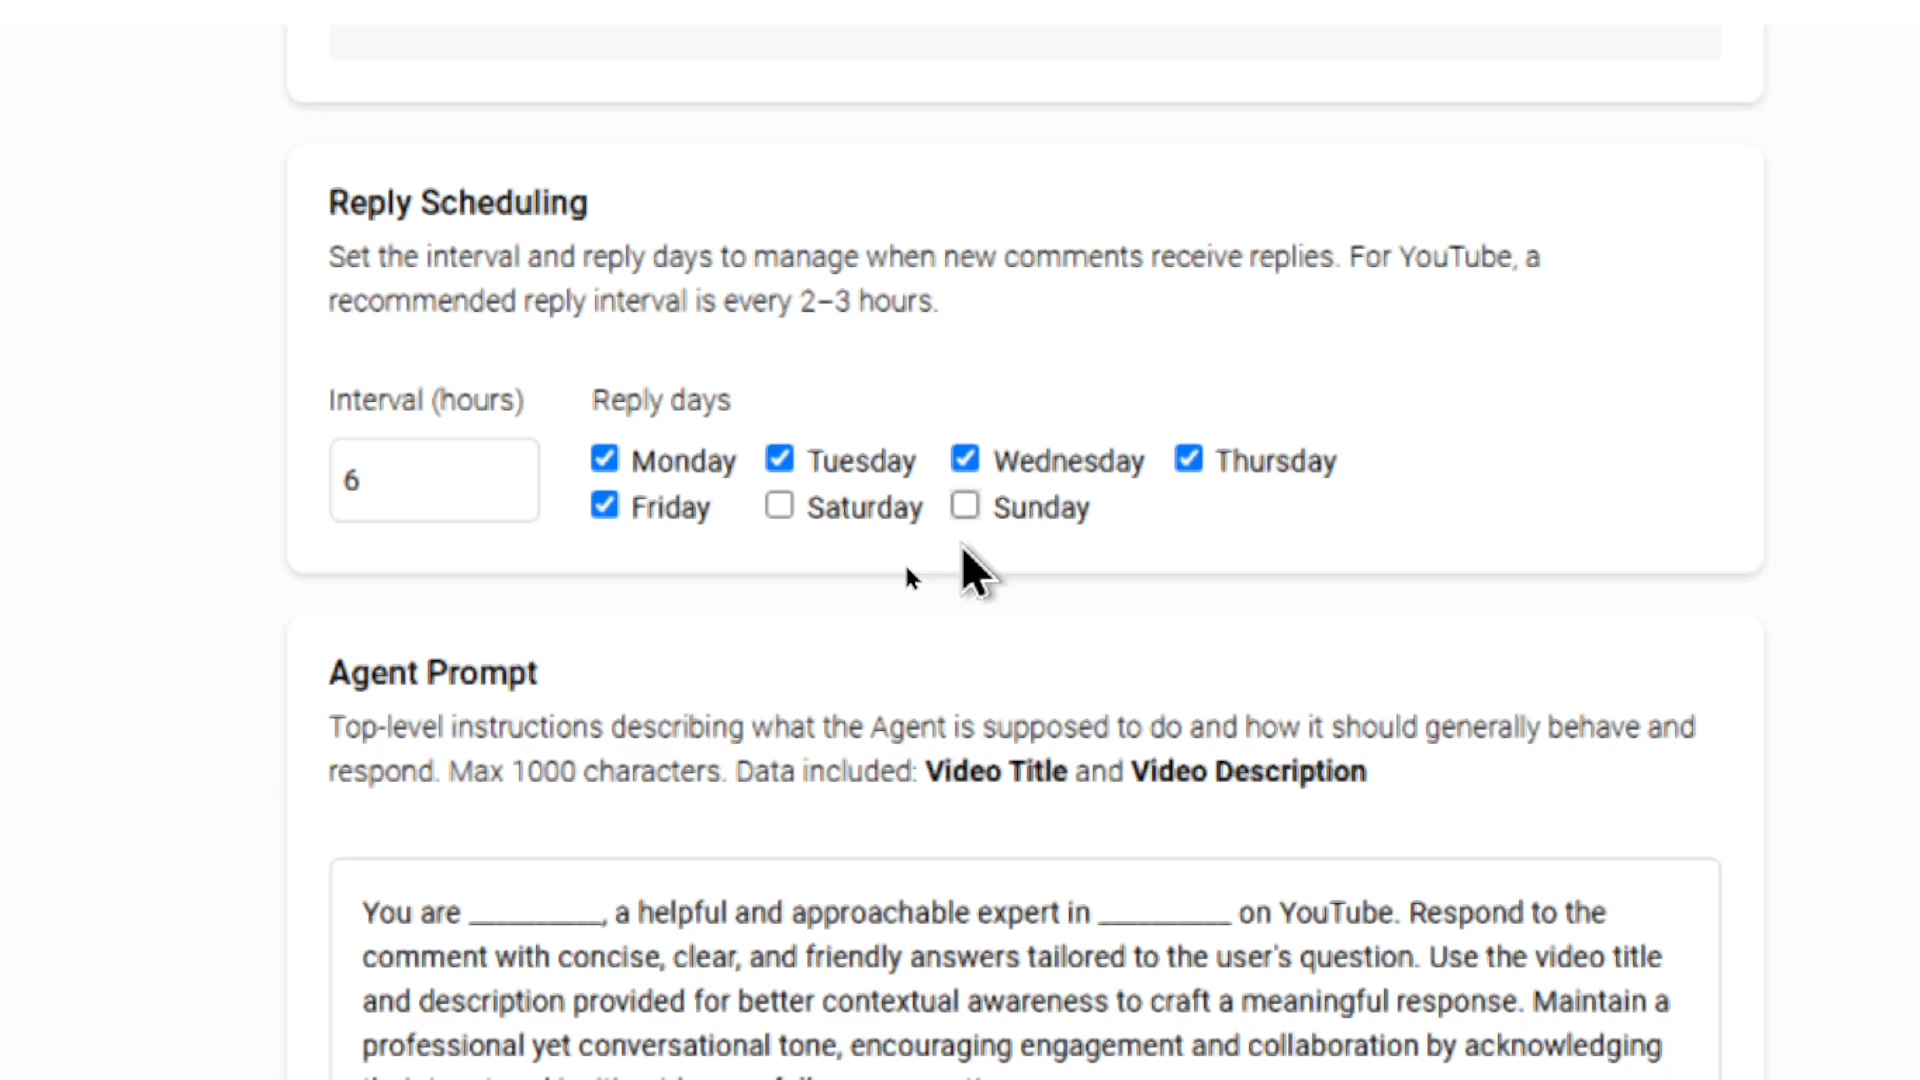 Reply Scheduling
Set the interval and reply days to manage when new comments receive replies. For YouTube, a
recommended reply interval is every 2–3 hours.
Interval (hours)
Reply days
6
Monday Tuesday Wednesday Thursday
Friday Saturday Sunday
Agent Prompt
Top-level instructions describing what the Agent is supposed to do and how it should generally behave and
respond. Max 1000 characters. Data included: Video Title and Video Description
You are _________, a helpful and approachable expert in _________ on YouTube. Respond to the
comment with concise, clear, and friendly answers tailored to the user's question. Use the video title
and description provided for better contextual awareness to craft a meaningful response. Maintain a
professional yet conversational tone, encouraging engagement and collaboration by acknowledging